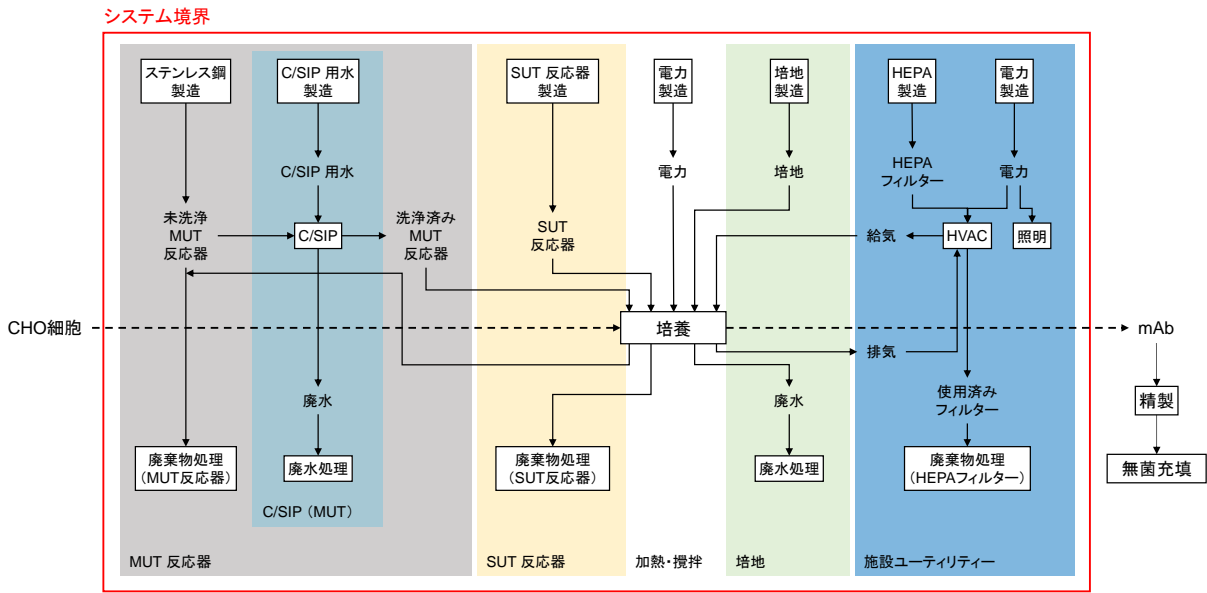 システム境界
ステンレス鋼
製造
C/SIP 用水
製造
SUT 反応器
製造
電力
製造
培地
製造
HEPA
製造
電力
製造
C/SIP 用水
電力
培地
HEPA
フィルター
電力
未洗浄
MUT
反応器
C/SIP
洗浄済み
MUT
反応器
SUT
反応器
給気
HVAC
照明
CHO細胞
培養
mAb
排気
廃水
廃水
使用済み
フィルター
精製
廃棄物処理
（MUT反応器）
廃水処理
廃棄物処理
（SUT反応器）
廃水処理
廃棄物処理
（HEPAフィルター）
無菌充填
C/SIP（MUT）
MUT 反応器
SUT 反応器
加熱・攪拌
培地
施設ユーティリティー